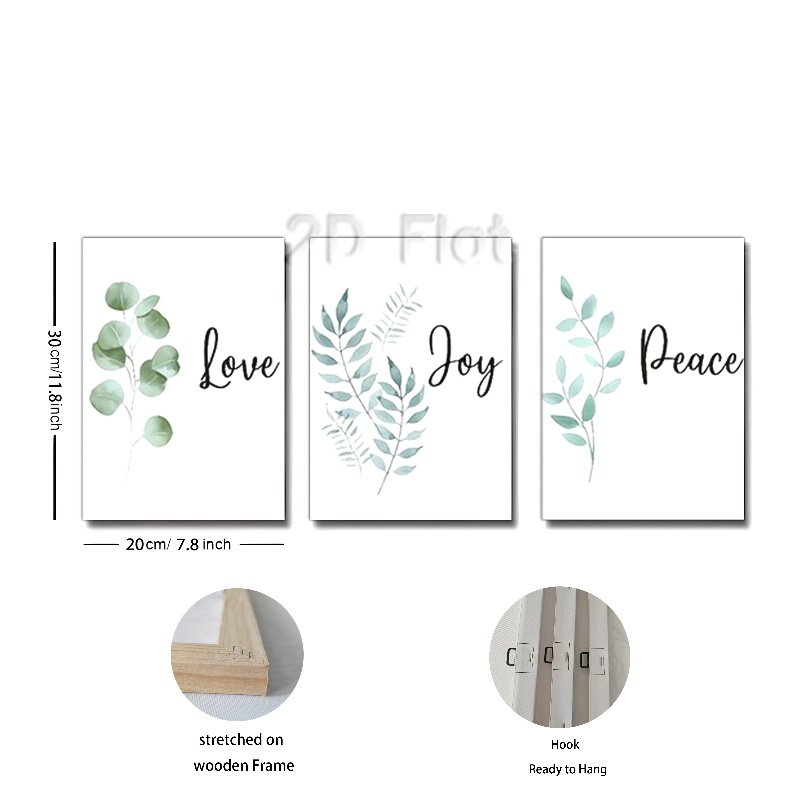 2D Flat
Love
Joy
Peace
30cm/11.8inch
20cm/ 7.8 inch
stretched on
wooden Frame
Hook
Ready to Hang